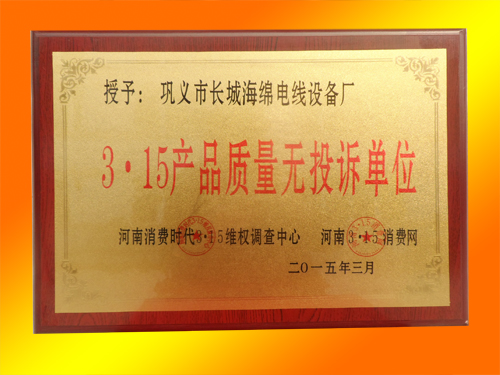 授予：巩义市长城海绵电线设备厂
3·15产品质量无投诉单位
河南消费时代3·15维权调查中心 河南3·15消费网
二〇一五年三月